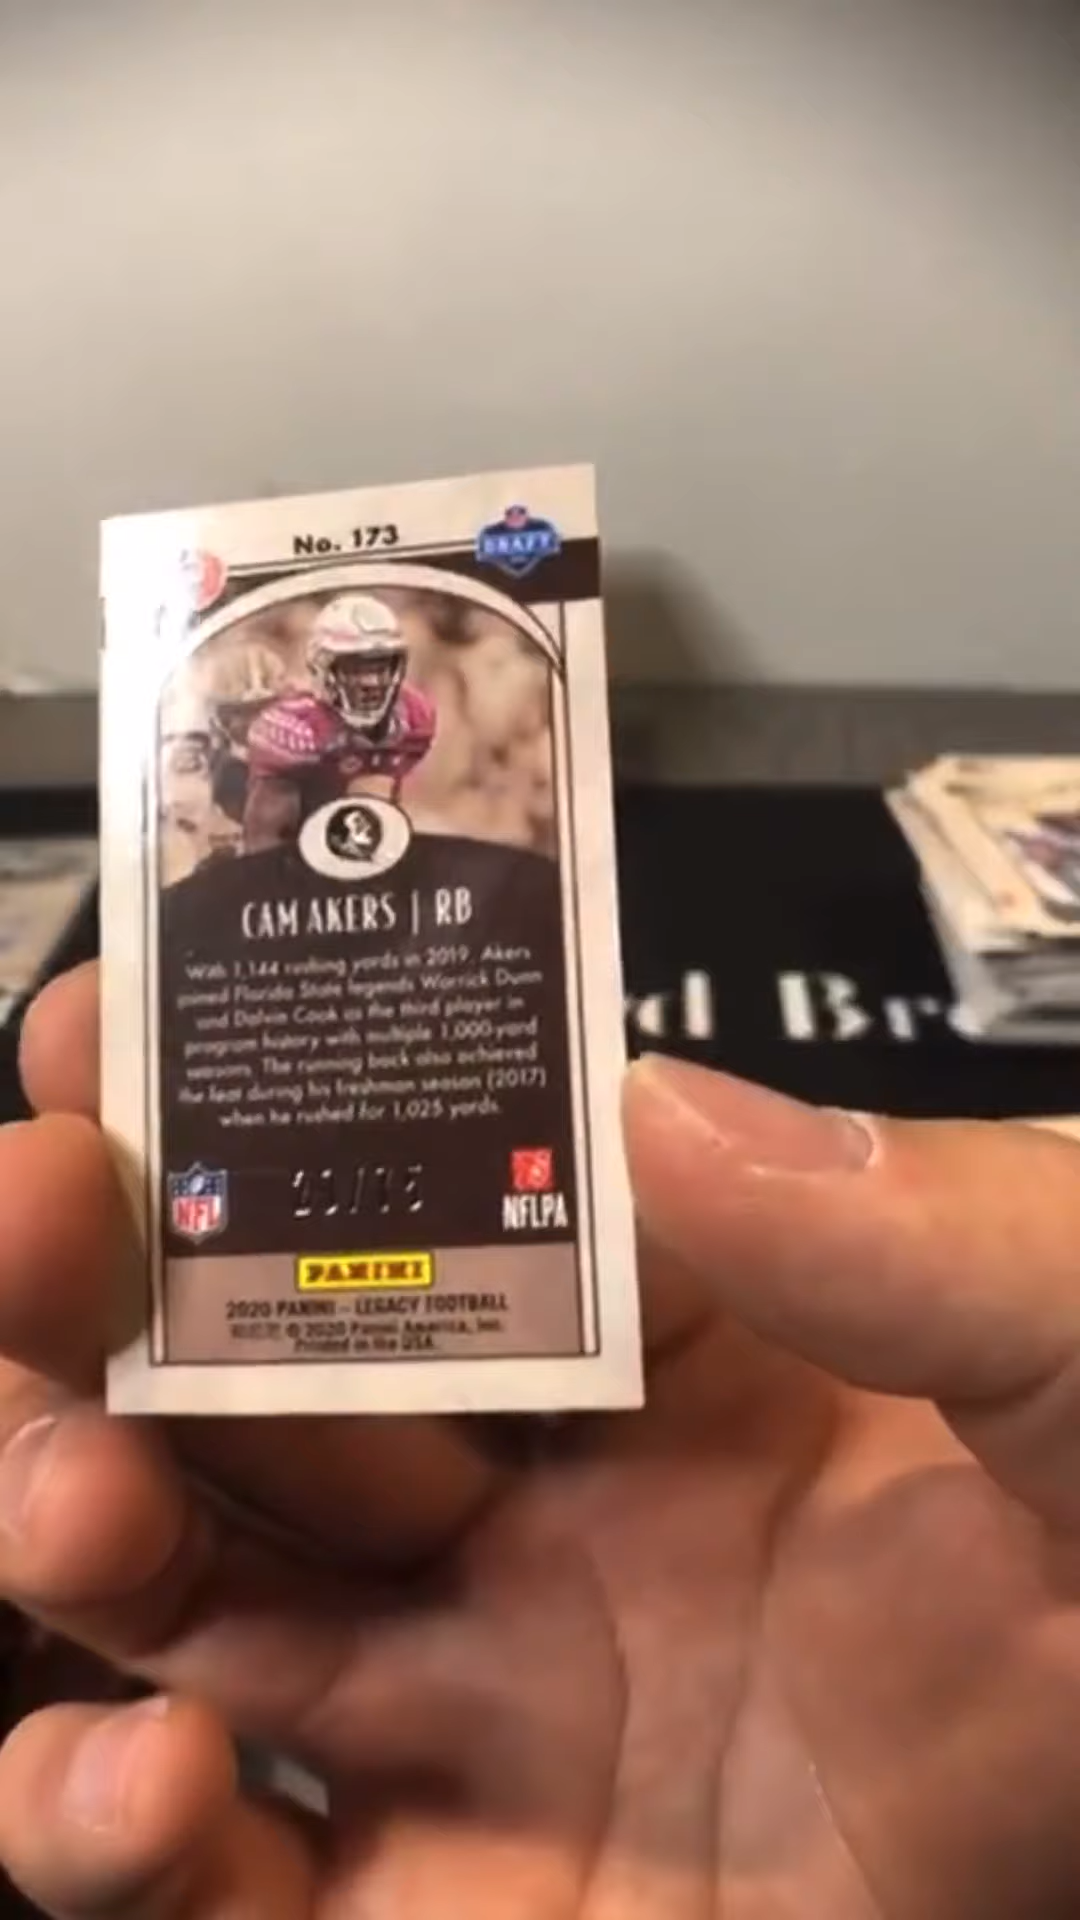 No. 173
DRAFT
CAM AKERS | RB
With 1,144 rushing yards in 2019, Akers
joined Florida State legends Warrick Dunn
and Dalvin Cook as the third player in
program history with multiple 1,000-yard
seasons. The running back also achieved
the feat during his freshman season (2017)
when he rushed for 1,025 yards.
NFL
NFLPA
PANINI
2020 PANINI – LEGACY FOOTBALL
© 2020 Panini America, Inc.
Printed in the USA.
d Br